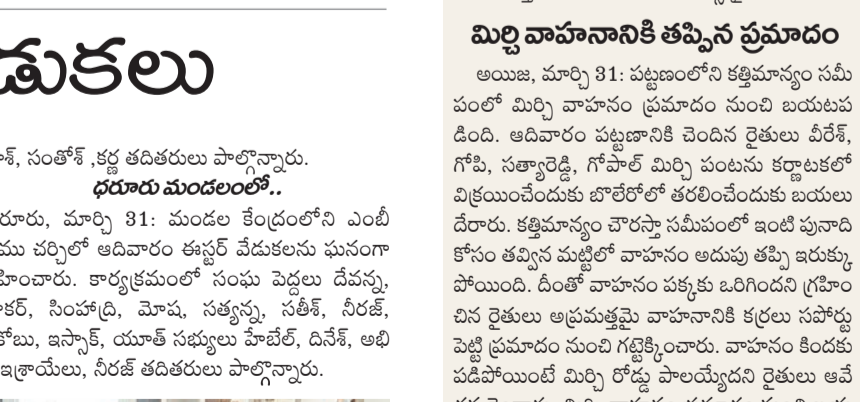 డుకలు
సంతోశ్ ,కర్ణ తదితరులు పాల్గొన్నారు.
ధరూరు మండలంలో..
మార్చి 31: మండల కేంద్రంలోని ఎంబీ
చర్చిలో ఆదివారం ఈస్టర్ వేడుకలను ఘనంగా
కార్యక్రమంలో సంఘ పెద్దలు దేవన్న,
సింహాద్రి, మోష, సత్యన్న, సతీశ్, నీరజ్,
ఇస్సాక్, యూత్ సభ్యులు హేబేల్, దినేశ్, అభి
ఇశ్రాయేలు, నీరజ్ తదితరులు పాల్గొన్నారు.
మిర్చి వాహనానికి తప్పిన ప్రమాదం
అయిజ, మార్చి 31: పట్టణంలోని కత్తిమాన్యం సమీ
పంలో మిర్చి వాహనం ప్రమాదం నుంచి బయటప
డింది. ఆదివారం పట్టణానికి చెందిన రైతులు వీరేశ్,
గోపి, సత్యారెడ్డి, గోపాల్ మిర్చి పంటను కర్ణాటకలో
విక్రయించేందుకు బొలేరోలో తరలించేందుకు బయలు
దేరారు. కత్తిమాన్యం చౌరస్తా సమీపంలో ఇంటి పునాది
కోసం తవ్విన మట్టిలో వాహనం అదుపు తప్పి ఇరుక్కు
పోయింది. దీంతో వాహనం పక్కకు ఒరిగిందని గ్రహిం
చిన రైతులు అప్రమత్తమై వాహనానికి కర్రలు సపోర్టు
పెట్టి ప్రమాదం నుంచి గట్టెక్కించారు. వాహనం కిందకు
పడిపోయింటే మిర్చి రోడ్డు పాలయ్యేదని రైతులు ఆవే